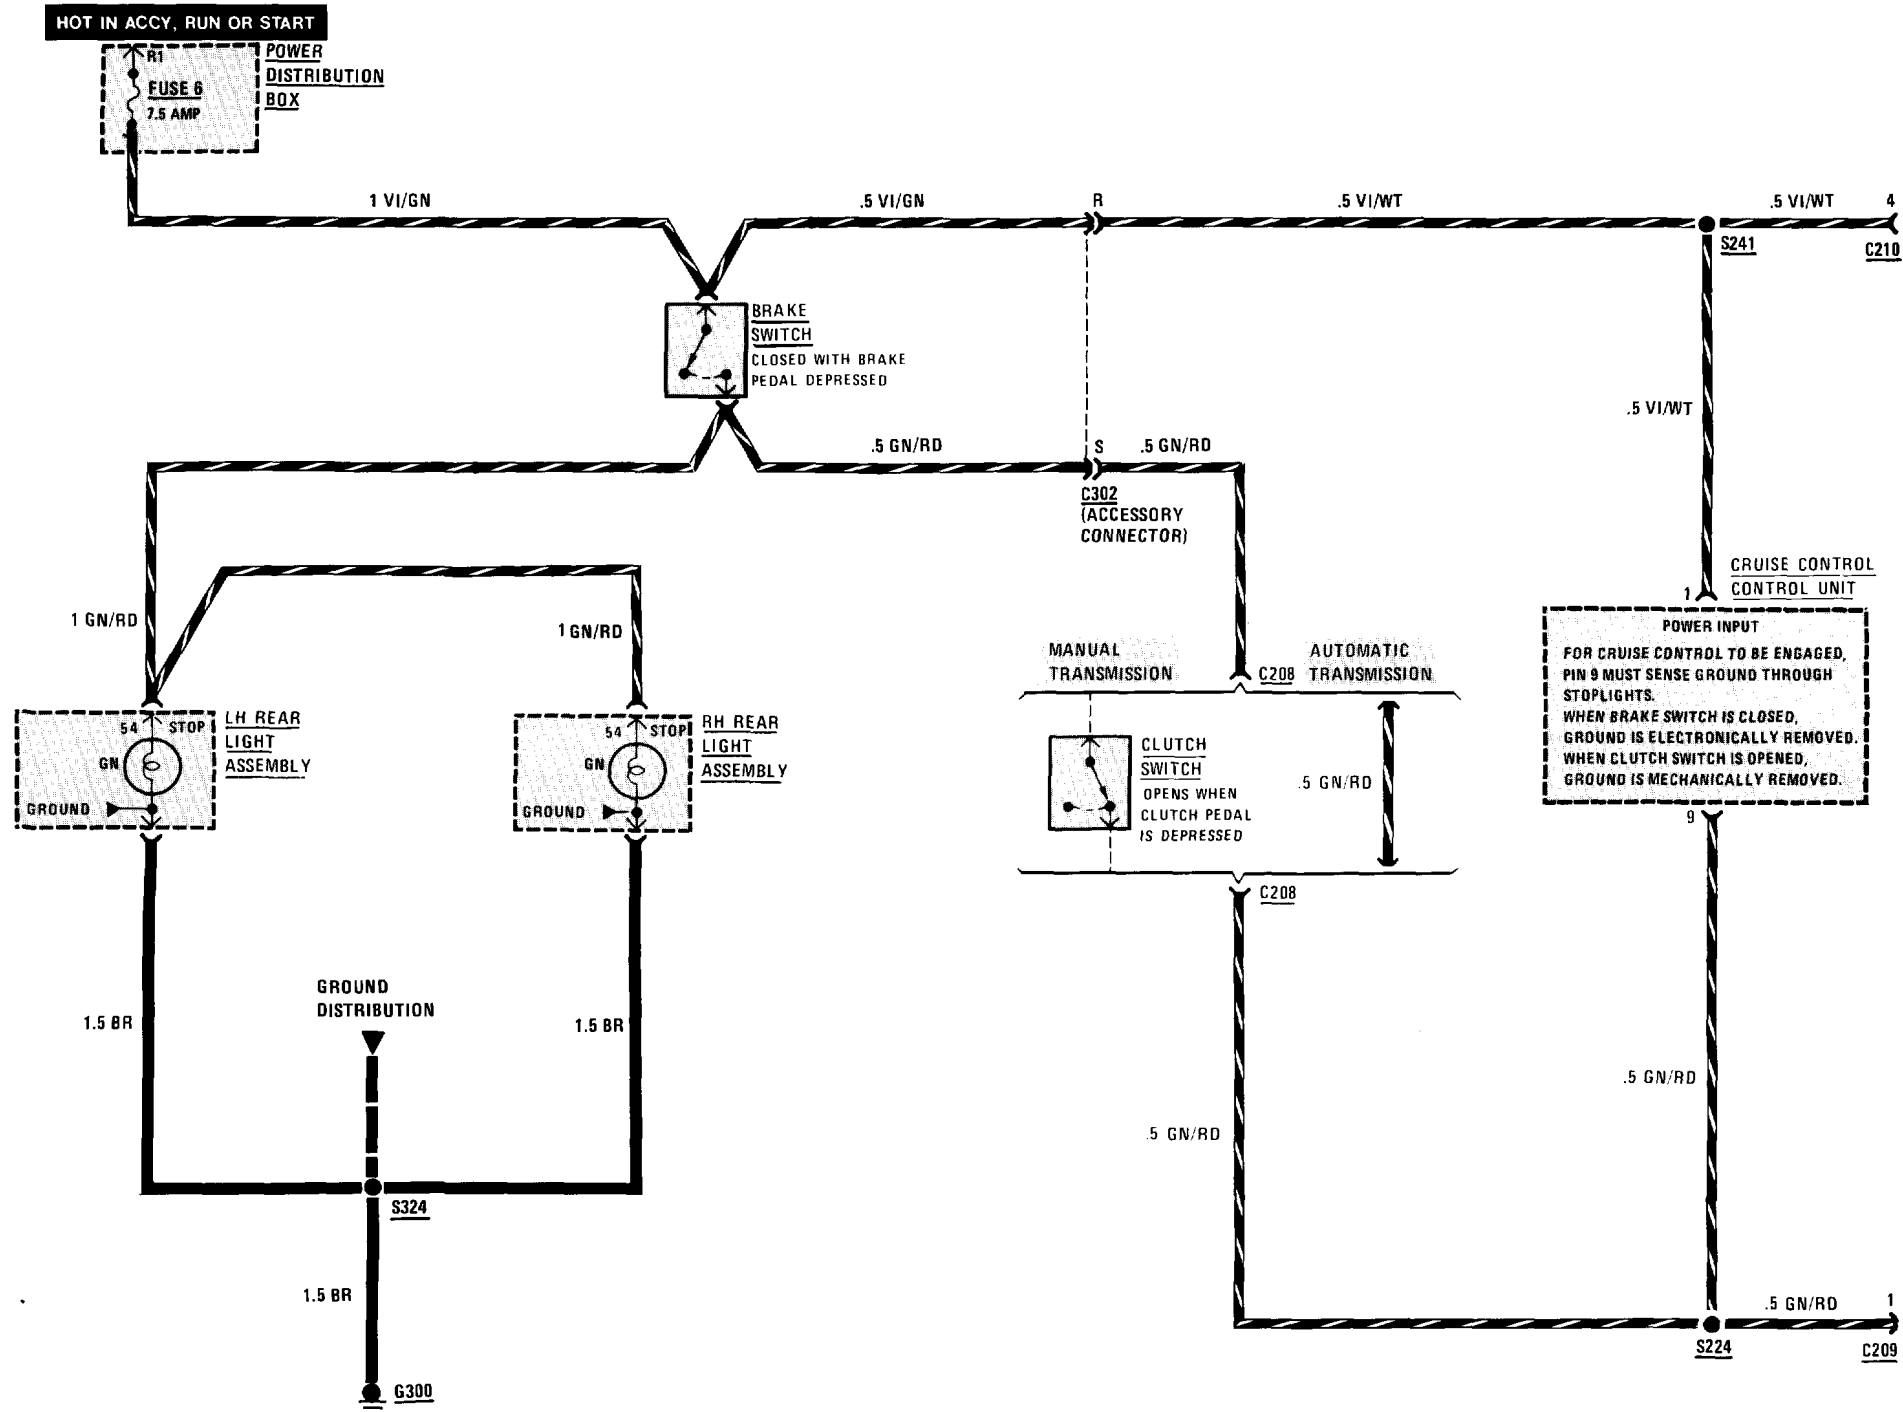 HOT IN ACCY, RUN OR START
R1
FUSE 6
7.5 AMP
POWER
DISTRIBUTION
BOX
1 VI/GN
.5 VI/GN
R
.5 VI/WT
.5 VI/WT
4
S241
C210
BRAKE
SWITCH
CLOSED WITH BRAKE
PEDAL DEPRESSED
.5 VI/WT
.5 GN/RD
S
.5 GN/RD
C302
(ACCESSORY
CONNECTOR)
1 GN/RD
1 GN/RD
1
CRUISE CONTROL
CONTROL UNIT
POWER INPUT
FOR CRUISE CONTROL TO BE ENGAGED,
PIN 9 MUST SENSE GROUND THROUGH
STOPLIGHTS.
WHEN BRAKE SWITCH IS CLOSED,
GROUND IS ELECTRONICALLY REMOVED.
WHEN CLUTCH SWITCH IS OPENED,
GROUND IS MECHANICALLY REMOVED.
MANUAL
TRANSMISSION
C208
AUTOMATIC
TRANSMISSION
54
STOP
GN
GROUND
LH REAR
LIGHT
ASSEMBLY
54
STOP
GN
GROUND
RH REAR
LIGHT
ASSEMBLY
CLUTCH
SWITCH
OPENS WHEN
CLUTCH PEDAL
IS DEPRESSED
.5 GN/RD
9
C208
GROUND
DISTRIBUTION
1.5 BR
1.5 BR
.5 GN/RD
.5 GN/RD
S324
1.5 BR
.5 GN/RD
1
S224
C209
G300